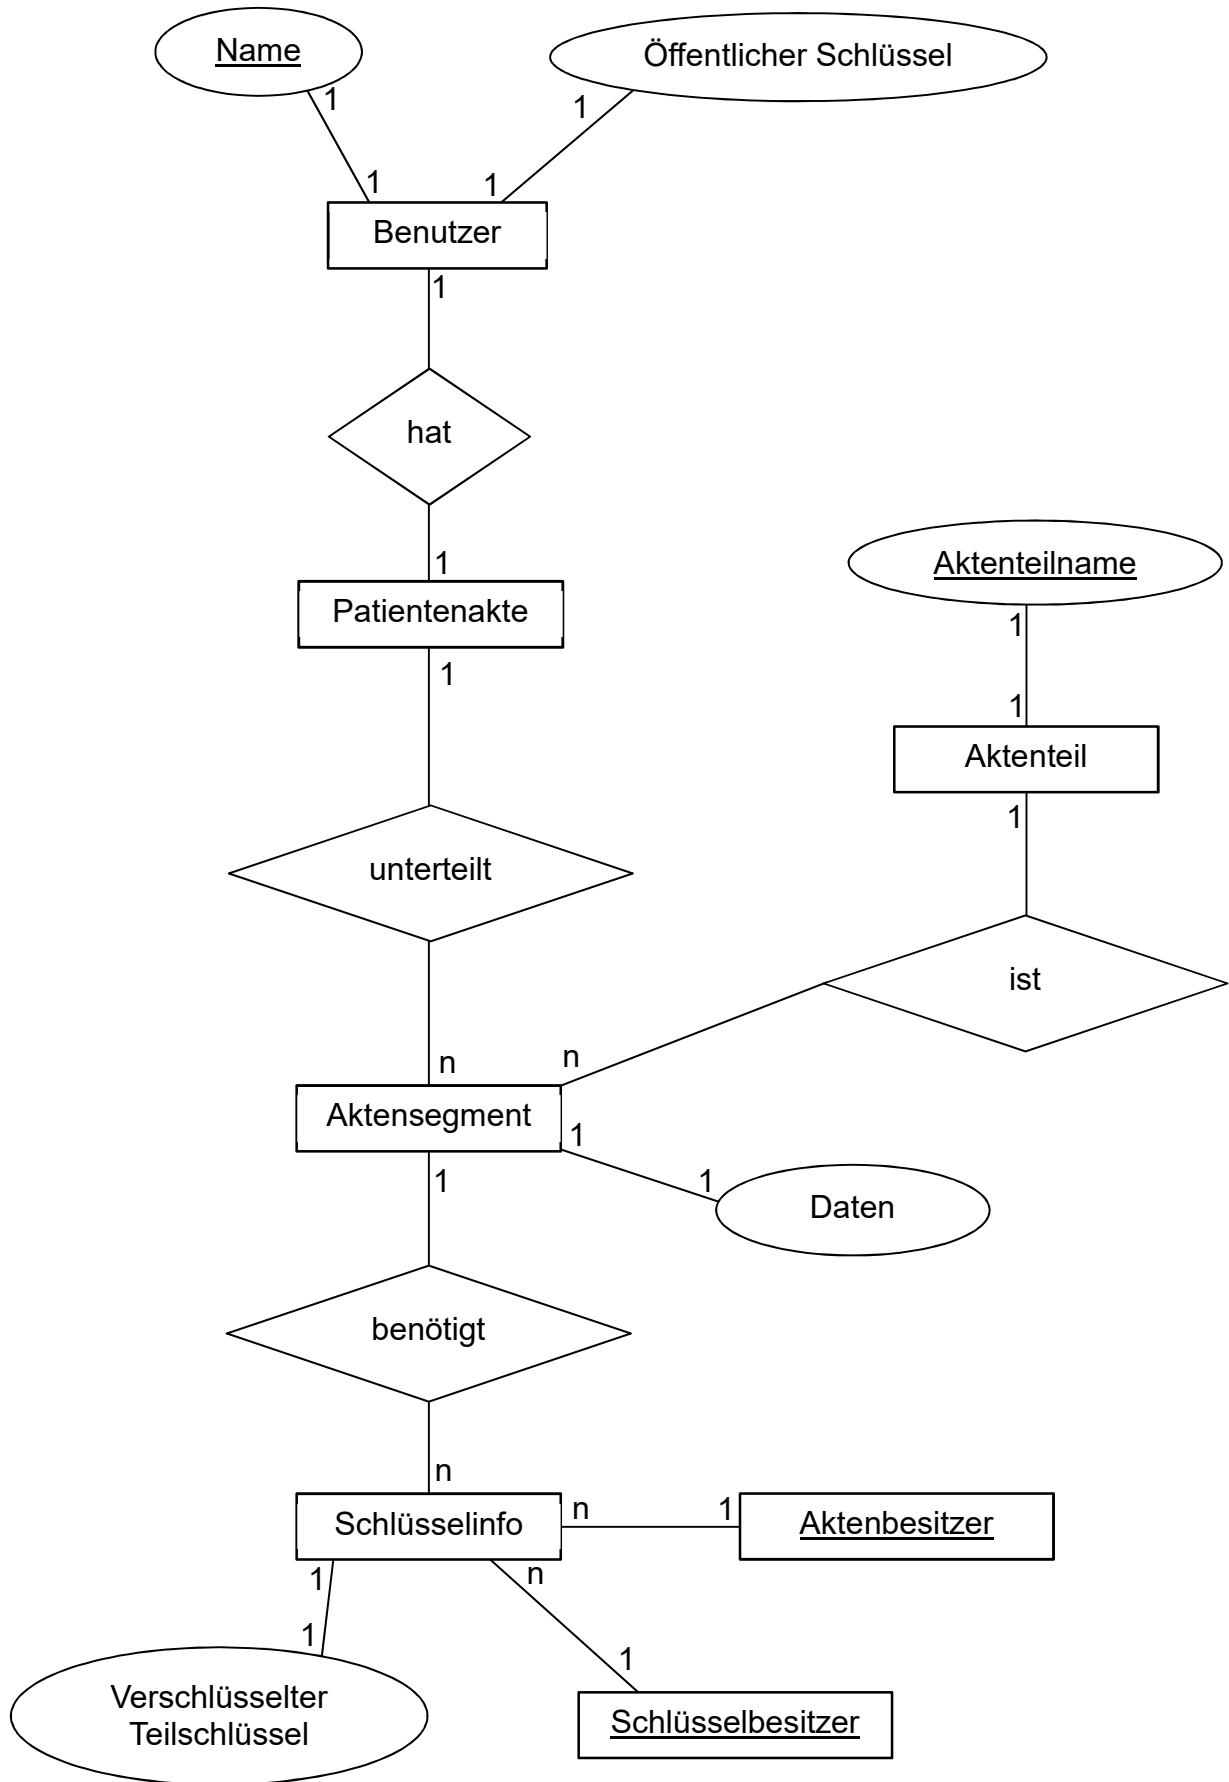 Name
Öffentlicher Schlüssel
1
1
1
1
Benutzer
1
hat
1
Aktenteilname
Patientenakte
1
1
1
Aktenteil
1
unterteilt
ist
n
n
Aktensegment
1
1
1
Daten
benötigt
n
Schlüsselinfo
n
1
Aktenbesitzer
1
n
1
1
Verschlüsselter
Teilschlüssel
Schlüsselbesitzer